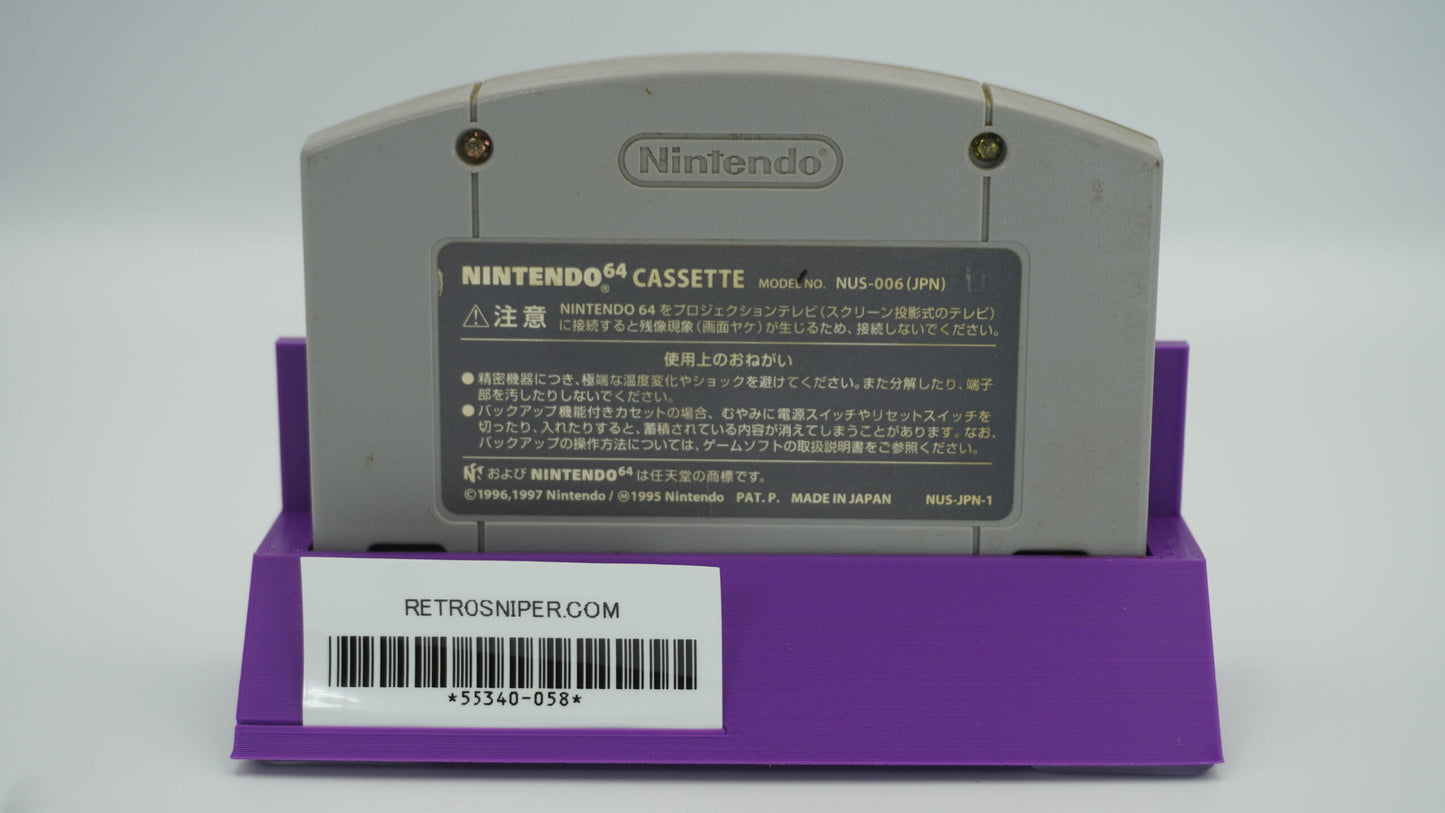 Nintendo®
NINTENDO64® CASSETTE MODEL NO. NUS-006(JPN)
注意 NINTENDO 64をプロジェクションテレビ(スクリーン投影式のテレビ)
に接続すると残像現象(画面ヤケ)が生じるため、接続しないでください。
使用上のおねがい
●精密機器につき、極端な温度変化やショックを避けてください。また分解したり、端子
部を汚したりしないでください。
●バックアップ機能付きカセットの場合、むやみに電源スイッチやリセットスイッチを
切ったり、入れたりすると、蓄積されている内容が消えてしまうことがあります。なお、
バックアップの操作方法については、ゲームソフトの取扱説明書をご参照ください。
および NINTENDO64は任天堂の商標です。
©1996,1997 Nintendo/Ⓜ1995 Nintendo PAT.P. MADE IN JAPAN NUS-JPN-1
RETROSNIPER.COM
*55340-058*